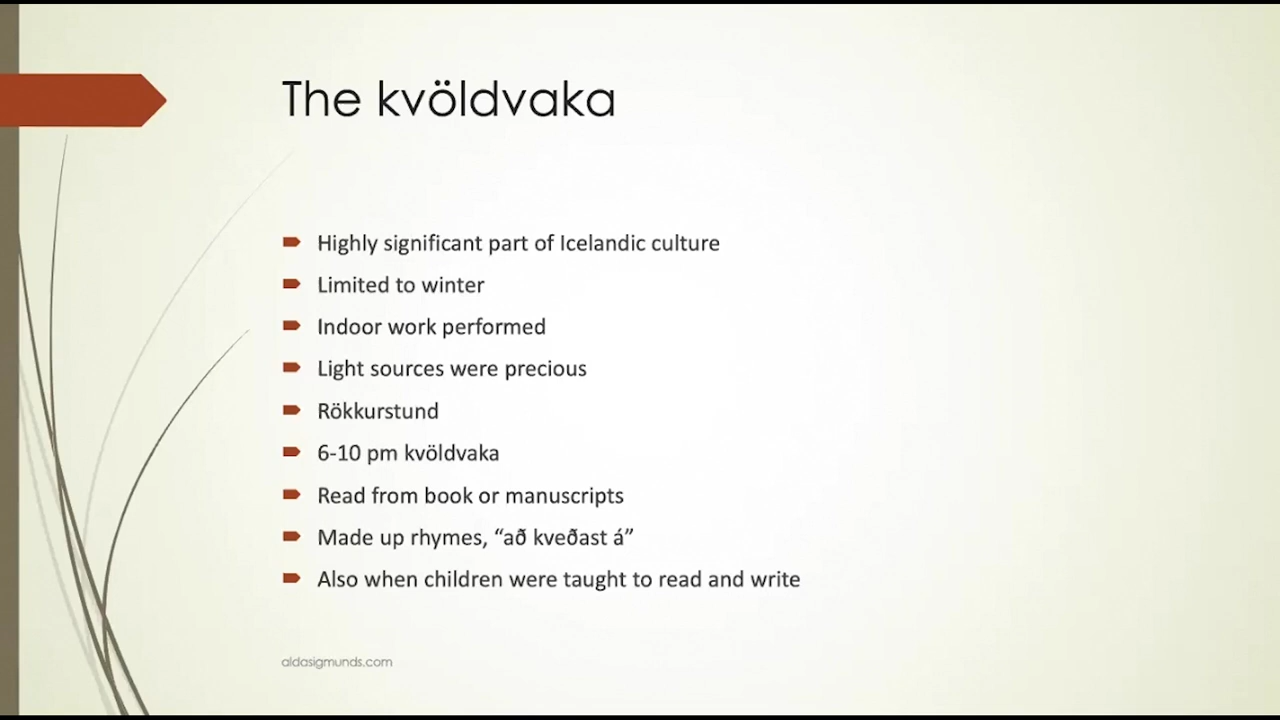 The kvöldvaka
Highly significant part of Icelandic culture
Limited to winter
Indoor work performed
Light sources were precious
Rökkurstund
6-10 pm kvöldvaka
Read from book or manuscripts
Made up rhymes, “að kveðast á”
Also when children were taught to read and write
aldasigmunds.com